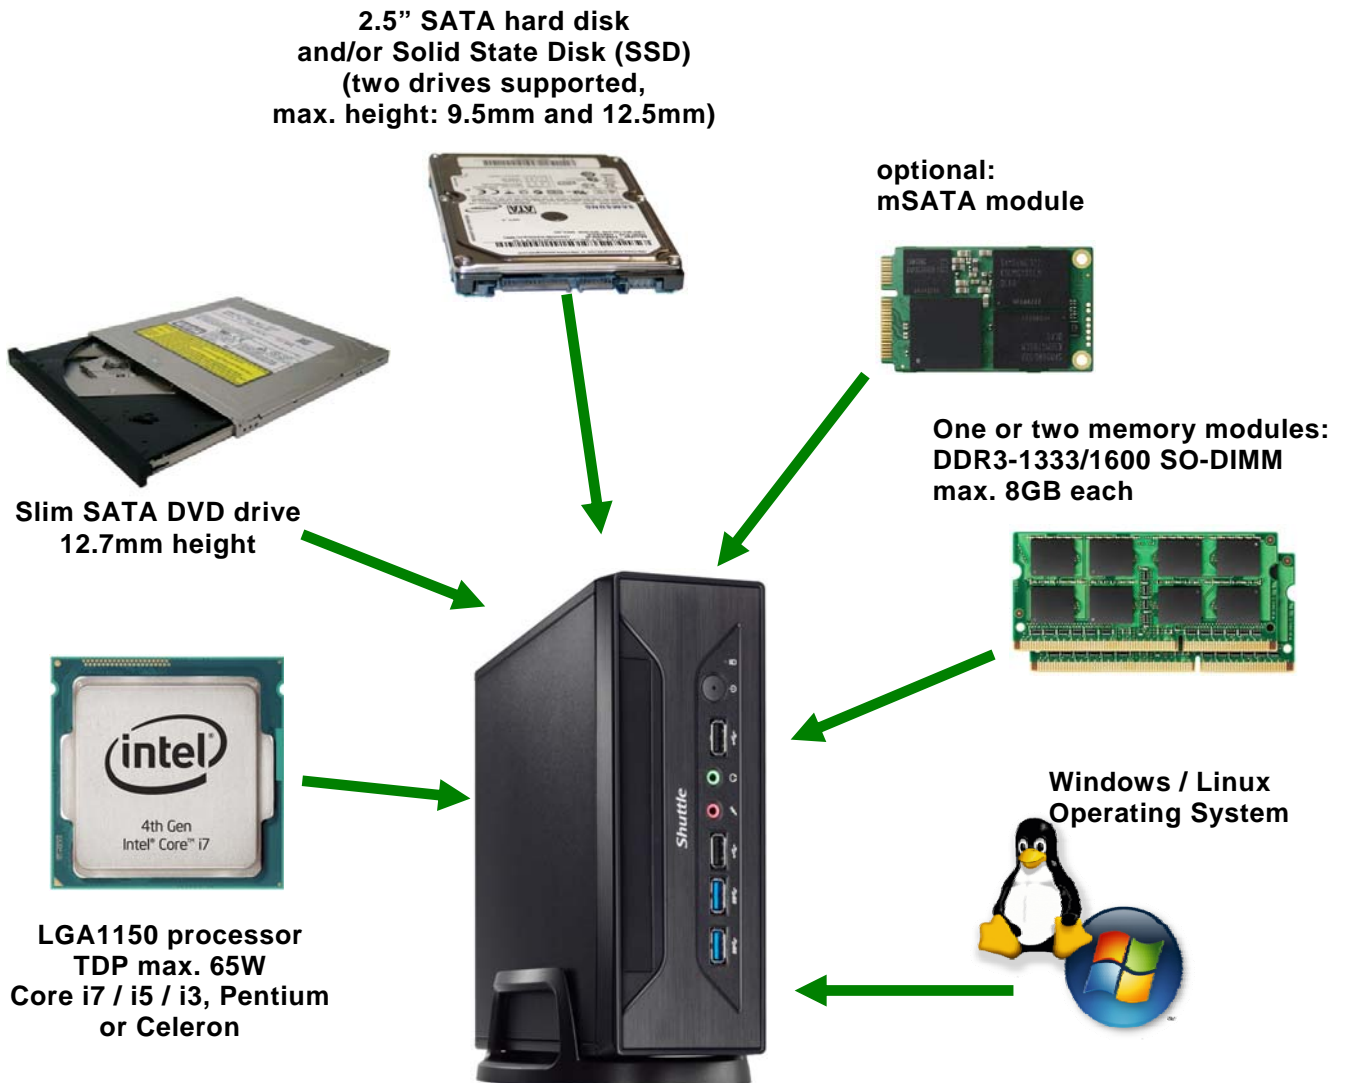 2.5” SATA hard disk
and/or Solid State Disk (SSD)
(two drives supported,
max. height: 9.5mm and 12.5mm)
SAMSUNG
SATA
optional:
mSATA module
One or two memory modules:
DDR3-1333/1600 SO-DIMM
max. 8GB each
Slim SATA DVD drive
12.7mm height
intel®
4th Gen
Intel® Core™ i7
LGA1150 processor
TDP max. 65W
Core i7 / i5 / i3, Pentium
or Celeron
Shuttle
Windows / Linux
Operating System